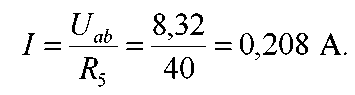 I = U_ab / R_5 = 8,32 / 40 = 0,208 А.